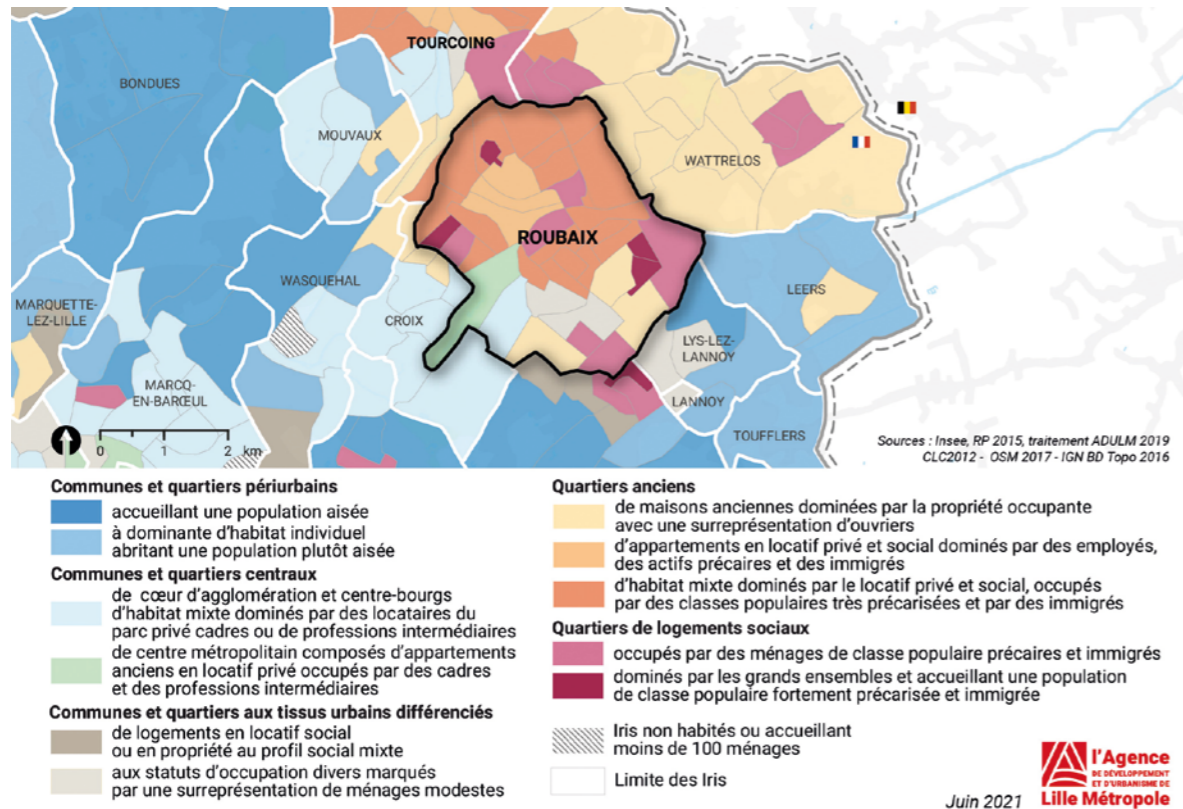 BONDUES
TOURCOING
MOUVAUX
WATTRELOS
ROUBAIX
WASQUEHAL
LEERS
MARQUETTE-
LEZ-LILLE
CROIX
LYS-LEZ-
LANNOY
MARCQ-
EN-BARŒUL
LANNOY
TOUFFLERS
0 1 2 km
Sources : Insee, RP 2015, traitement ADULM 2019
CLC2012 - OSM 2017 - IGN BD Topo 2016
Communes et quartiers périurbains
accueillant une population aisée
à dominante d'habitat individuel
abritant une population plutôt aisée
Communes et quartiers centraux
de cœur d'agglomération et centre-bourgs
d'habitat mixte dominés par des locataires du
parc privé cadres ou de professions intermédiaires
de centre métropolitain composés d'appartements
anciens en locatif privé occupés par des cadres
et des professions intermédiaires
Communes et quartiers aux tissus urbains différenciés
de logements en locatif social
ou en propriété au profil social mixte
aux statuts d'occupation divers marqués
par une surreprésentation de ménages modestes
Quartiers anciens
de maisons anciennes dominées par la propriété occupante
avec une surreprésentation d'ouvriers
d'appartements en locatif privé et social dominés par des employés,
des actifs précaires et des immigrés
d'habitat mixte dominés par le locatif privé et social, occupés
par des classes populaires très précarisées et par des immigrés
Quartiers de logements sociaux
occupés par des ménages de classe populaire précaires et immigrés
dominés par les grands ensembles et accueillant une population
de classe populaire fortement précarisée et immigrée
Iris non habités ou accueillant
moins de 100 ménages
Limite des Iris
Juin 2021
l'Agence
DE DÉVELOPPEMENT
ET D'URBANISME DE
Lille Métropole